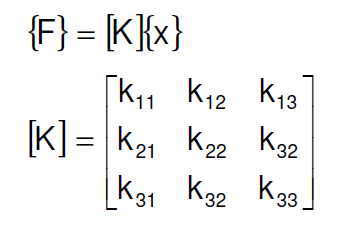 {F} = [K]{x}
[K] = [k₁₁ k₁₂ k₁₃
k₂₁ k₂₂ k₃₂
k₃₁ k₃₂ k₃₃]